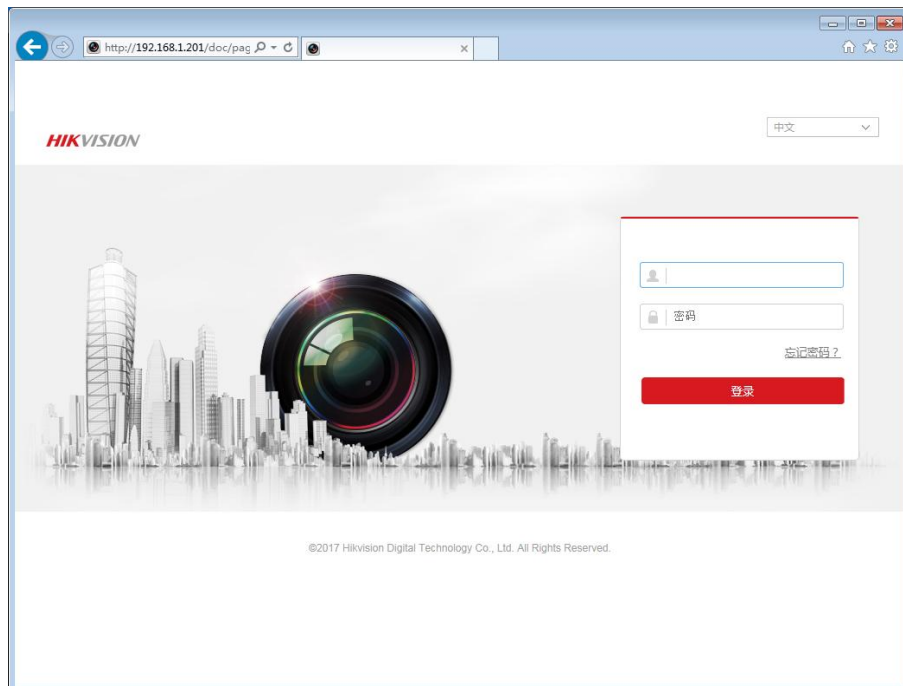 http://192.168.1.201/doc/pag
HIKVISION
中文
密码
忘记密码？
登录
©2017 Hikvision Digital Technology Co., Ltd. All Rights Reserved.